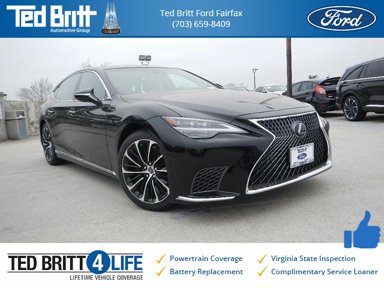 Ted Britt
Automotive Group
Ted Britt Ford Fairfax
(703) 659-8409
Ford
TED BRITT 4 LIFE
LIFETIME VEHICLE COVERAGE
Powertrain Coverage
Battery Replacement
Virginia State Inspection
Complimentary Service Loaner